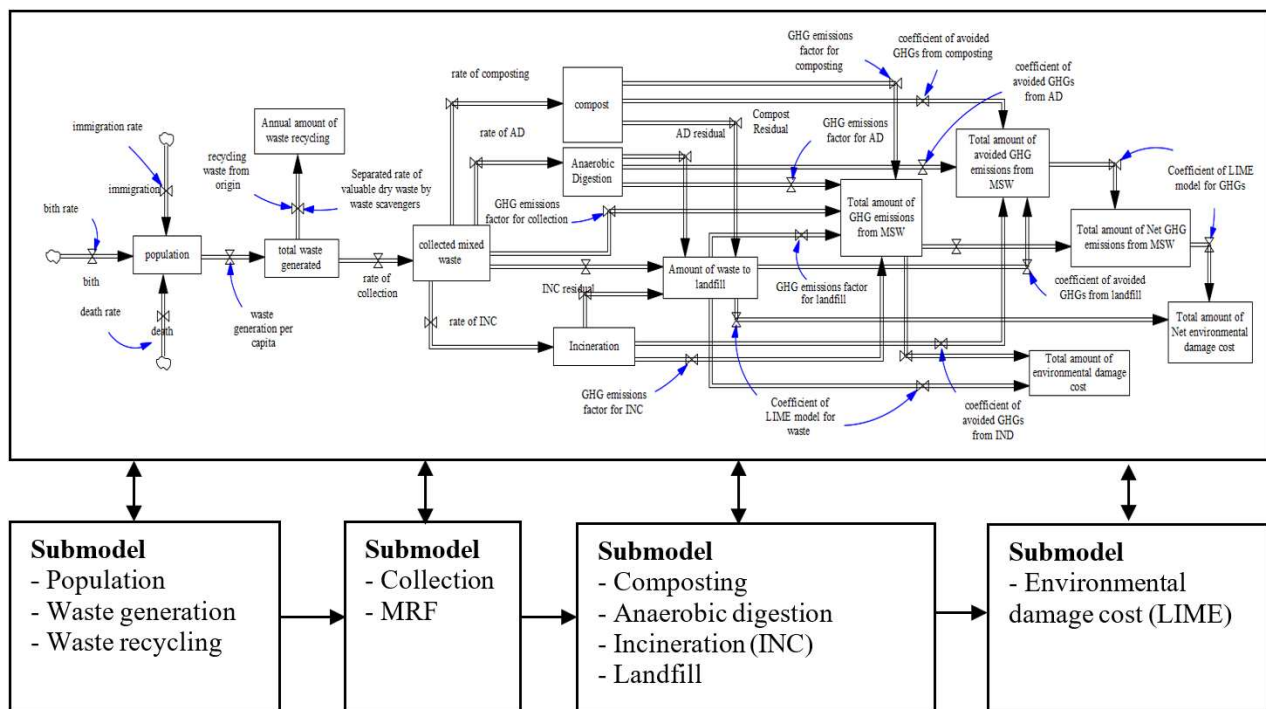 GHG emissions
factor for
composting
coefficient of avoided
GHGs from composting
rate of composting
compost
coefficient of
avoided GHGs
from AD
Annual amount of
waste recycling
immigration rate
rate of AD
AD residual
Compost
Residual
GHG emissions
factor for AD
Total amount of
avoided GHG
emissions from
MSW
recycling
waste from
origin
Anaerobic
Digestion
Coefficient of LIME
model for GHGs
immigration
Separated rate of
valuable dry waste by
waste scavengers
GHG emissions
factor for collection
Total amount of
GHG emissions
from MSW
bith rate
population
total waste
generated
collected mixed
waste
Total amount of Net GHG
emissions from MSW
bith
rate of
collection
INC residual
Amount of waste to
landfill
GHG emissions
factor for landfill
coefficient of avoided
GHGs from landfill
death rate
death
waste
generation per
capita
rate of INC
Incineration
Total amount of
Net environmental
damage cost
Total amount of
environmental damage
cost
GHG emissions
factor for INC
Coefficient of
LIME model for
waste
coefficient of
avoided GHGs
from IND
Submodel
- Population
- Waste generation
- Waste recycling
Submodel
- Collection
- MRF
Submodel
- Composting
- Anaerobic digestion
- Incineration (INC)
- Landfill
Submodel
- Environmental
damage cost (LIME)